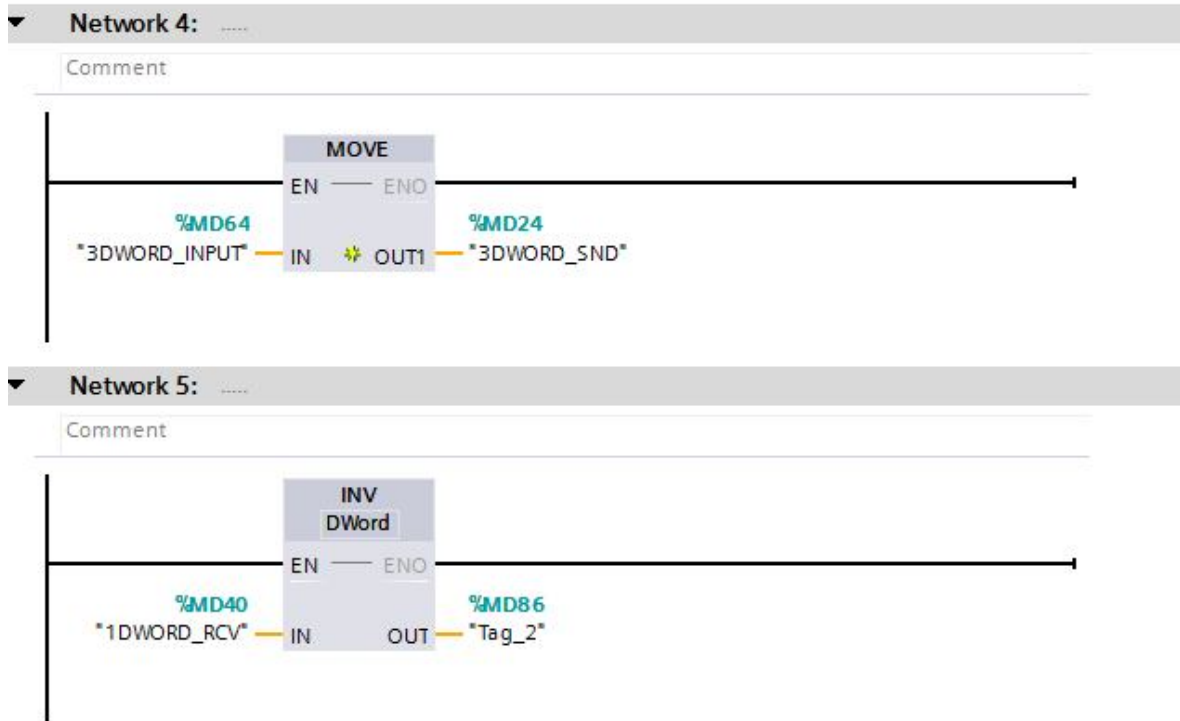 Network 4: .....
Comment
MOVE
EN ENO
%MD64 %MD24
"3DWORD_INPUT" IN OUT1 "3DWORD_SND"
Network 5: .....
Comment
INV
DWord
EN ENO
%MD40 %MD86
"1DWORD_RCV" IN OUT "Tag_2"